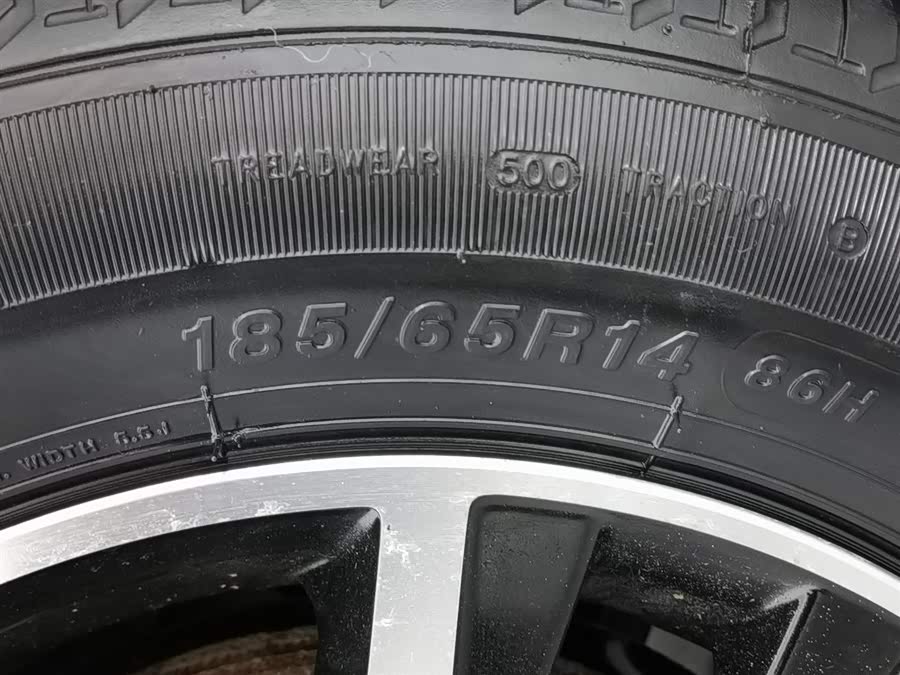 TREADWEAR 500 TRACTION B
185/65R14 86H
WIDTH 5.5J